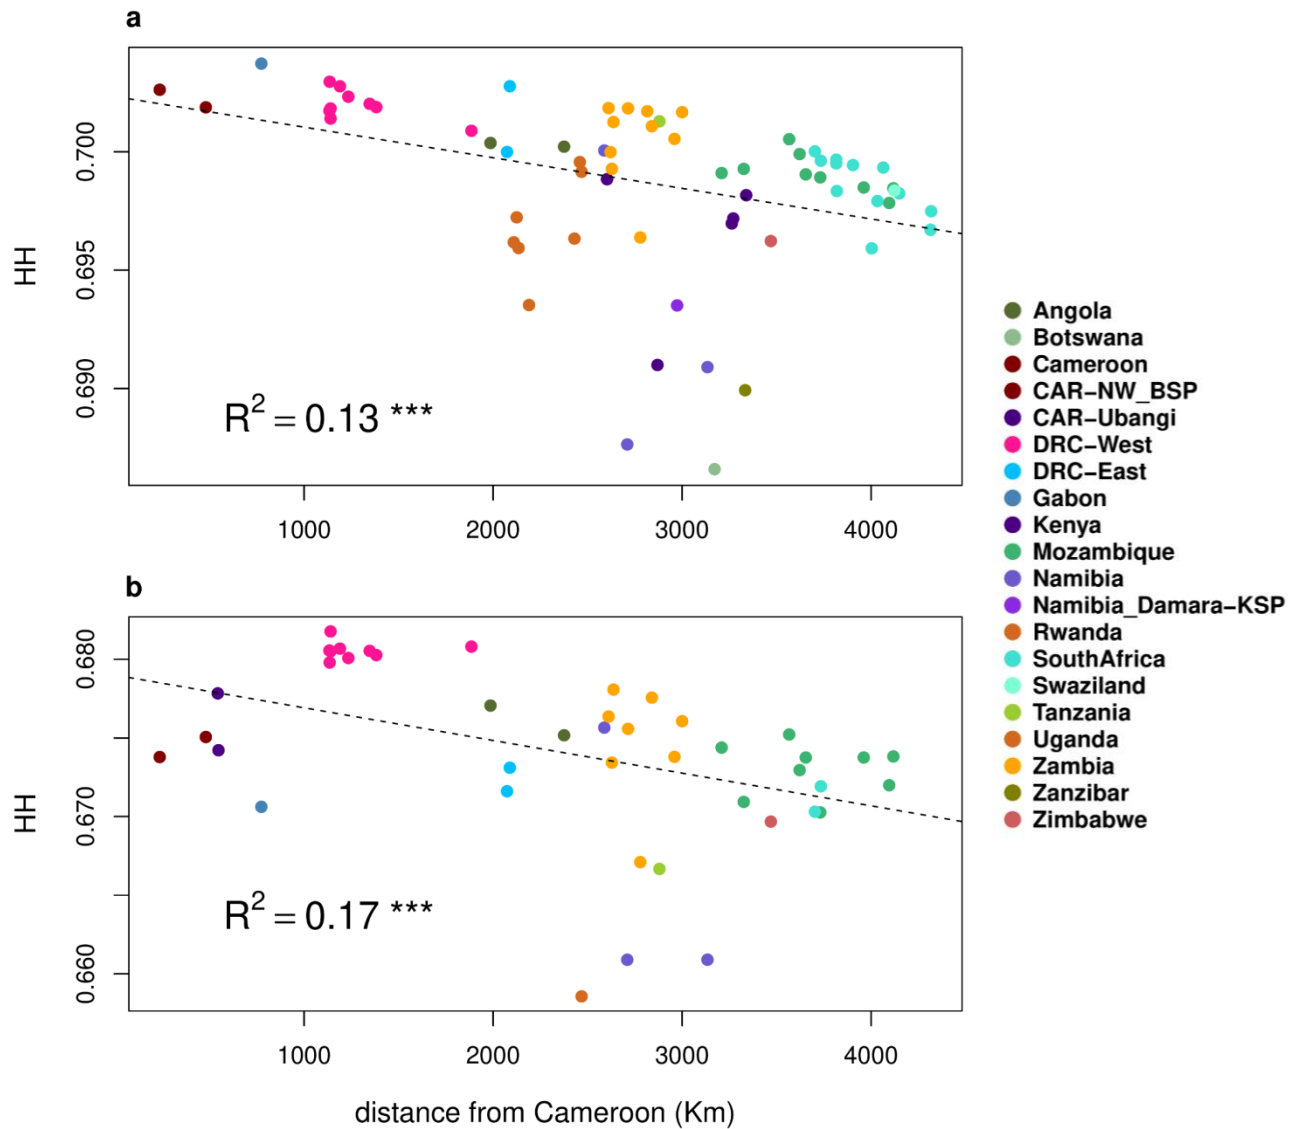 a
HH
0.700
0.695
0.690
R² = 0.13 ***
1000 2000 3000 4000
b
HH
0.680
0.670
0.660
R² = 0.17 ***
1000 2000 3000 4000
distance from Cameroon (Km)
Angola
Botswana
Cameroon
CAR−NW_BSP
CAR−Ubangi
DRC−West
DRC−East
Gabon
Kenya
Mozambique
Namibia
Namibia_Damara−KSP
Rwanda
SouthAfrica
Swaziland
Tanzania
Uganda
Zambia
Zanzibar
Zimbabwe